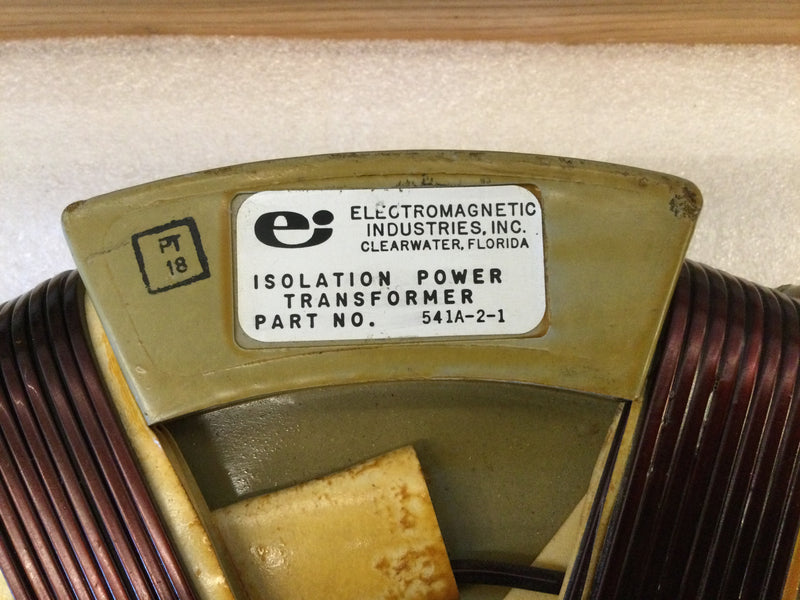 PT
18
ei
ELECTROMAGNETIC
INDUSTRIES, INC.
CLEARWATER, FLORIDA
ISOLATION POWER
TRANSFORMER
PART NO. 541A-2-1